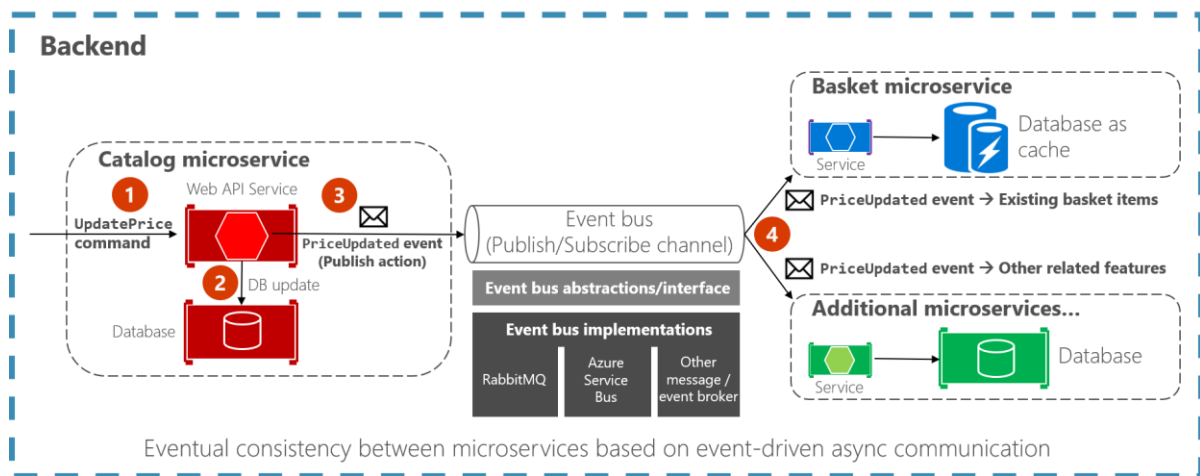 Backend
Catalog microservice
1
Web API Service
3
UpdatePrice
command
PriceUpdated event
(Publish action)
2
DB update
Database
Event bus
(Publish/Subscribe channel)
Event bus abstractions/interface
Event bus implementations
RabbitMQ
Azure
Service
Bus
Other
message /
event broker
4
Basket microservice
Service
Database as
cache
PriceUpdated event → Existing basket items
PriceUpdated event → Other related features
Additional microservices...
Service
Database
Eventual consistency between microservices based on event-driven async communication